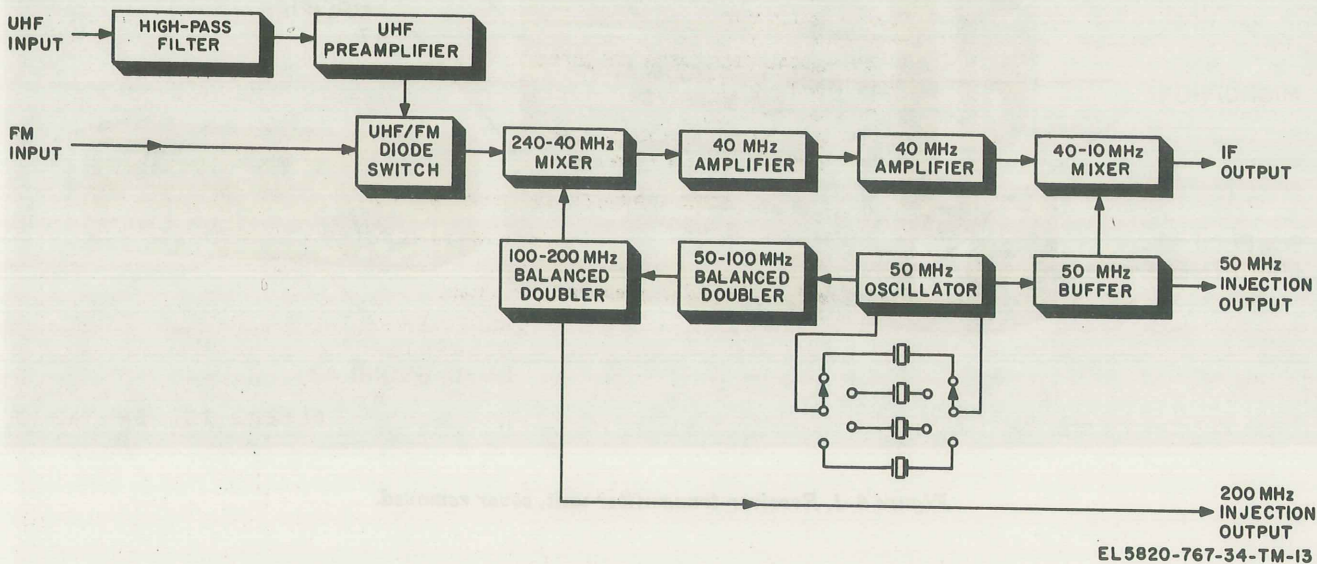 UHF
INPUT
HIGH-PASS
FILTER
UHF
PREAMPLIFIER
FM
INPUT
UHF/FM
DIODE
SWITCH
240-40 MHz
MIXER
40 MHz
AMPLIFIER
40 MHz
AMPLIFIER
40-10 MHz
MIXER
IF
OUTPUT
100-200 MHz
BALANCED
DOUBLER
50-100 MHz
BALANCED
DOUBLER
50 MHz
OSCILLATOR
50 MHz
BUFFER
50 MHz
INJECTION
OUTPUT
200 MHz
INJECTION
OUTPUT
EL5820-767-34-TM-13